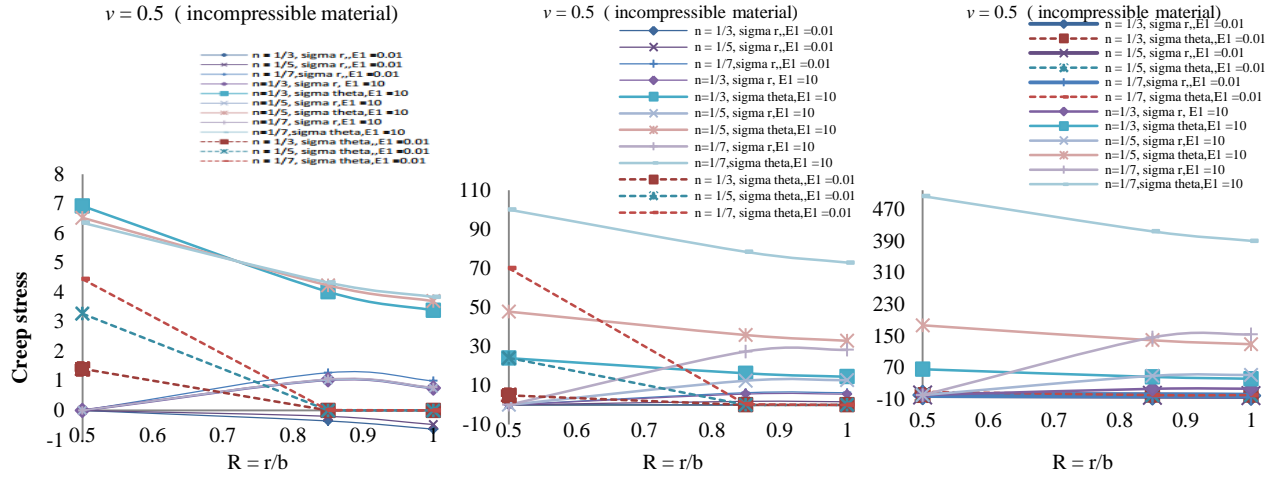 v = 0.5 ( incompressible material)
n = 1/3, sigma r,,E1 =0.01
n = 1/5, sigma r,,E1 =0.01
n = 1/7,sigma r,,E1 =0.01
n=1/3, sigma r, E1 =10
n=1/3, sigma theta,E1 =10
n=1/5, sigma r,E1 =10
n=1/5, sigma theta,E1 =10
n=1/7, sigma r,E1 =10
n=1/7,sigma theta,E1 =10
n = 1/3, sigma theta,,E1 =0.01
n = 1/5, sigma theta,,E1 =0.01
n = 1/7, sigma theta,E1 =0.01
8
7
6
5
4
3
2
1
0
-1
Creep stress
0.5 0.6 0.7 0.8 0.9 1
R = r/b
v = 0.5 ( incompressible material)
n = 1/3, sigma r,,E1 =0.01
n = 1/5, sigma r,,E1 =0.01
n = 1/7,sigma r,,E1 =0.01
n=1/3, sigma r, E1 =10
n=1/3, sigma theta,E1 =10
n=1/5, sigma r,E1 =10
n=1/5, sigma theta,E1 =10
n=1/7, sigma r,E1 =10
n=1/7,sigma theta,E1 =10
n = 1/3, sigma theta,,E1 =0.01
n = 1/5, sigma theta,,E1 =0.01
n = 1/7, sigma theta,E1 =0.01
110
90
70
50
30
10
-10
0.5 0.6 0.7 0.8 0.9 1
R = r/b
v = 0.5 ( incompressible material)
n = 1/3, sigma r,,E1 =0.01
n = 1/3, sigma theta,,E1 =0.01
n = 1/5, sigma r,,E1 =0.01
n = 1/5, sigma theta,,E1 =0.01
n = 1/7,sigma r,,E1 =0.01
n = 1/7, sigma theta,E1 =0.01
n=1/3, sigma r, E1 =10
n=1/3, sigma theta,E1 =10
n=1/5, sigma r,E1 =10
n=1/5, sigma theta,E1 =10
n=1/7, sigma r,E1 =10
n=1/7,sigma theta,E1 =10
470
390
310
230
150
70
-10
0.5 0.6 0.7 0.8 0.9 1
R = r/b